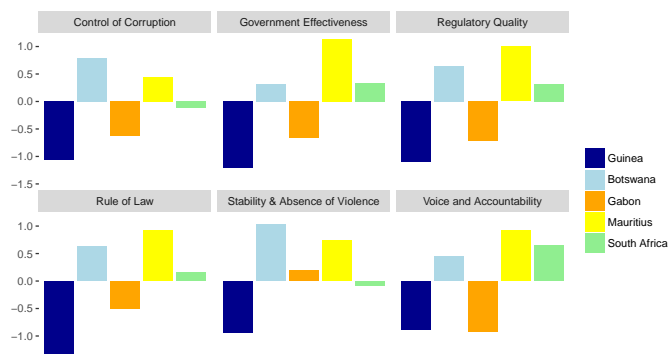 Control of Corruption
Government Effectiveness
Regulatory Quality
1.0
0.5
0.0
−0.5
−1.0
−1.5
Rule of Law
Stability & Absence of Violence
Voice and Accountability
0.5
0.0
−0.5
−1.0
Guinea
Botswana
Gabon
Mauritius
South Africa